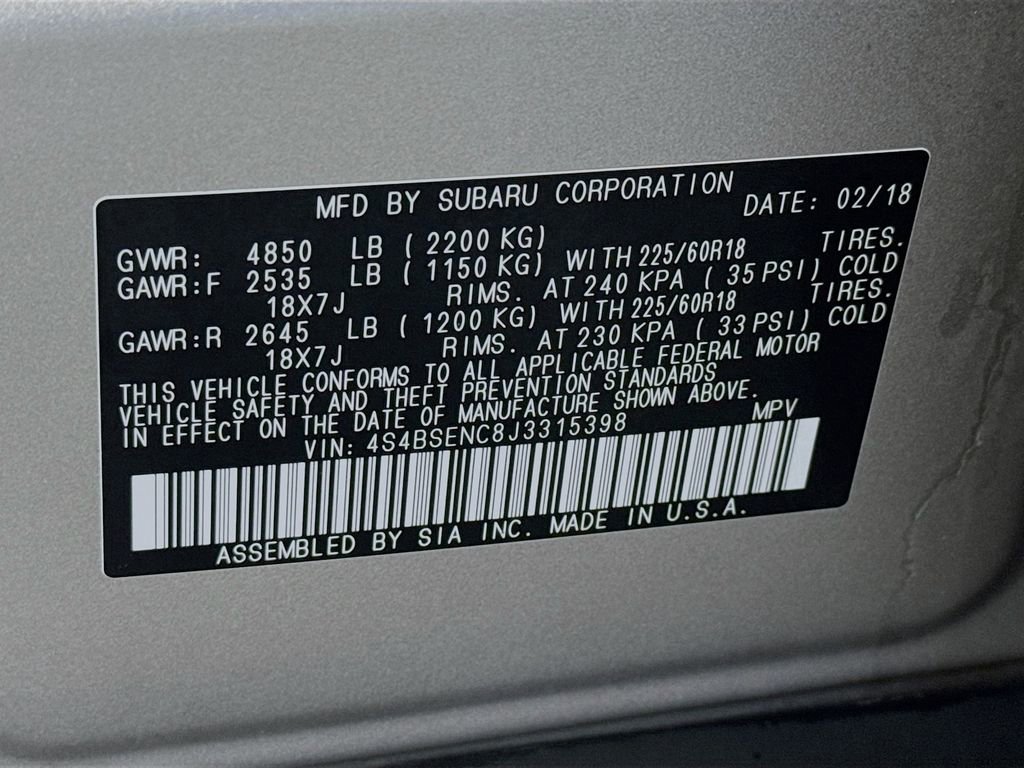 MFD BY SUBARU CORPORATION DATE: 02/18
GVWR: 4850 LB ( 2200 KG)
GAWR:F 2535 LB ( 1150 KG) WITH 225/60R18 TIRES.
18X7J RIMS. AT 240 KPA ( 35 PSI) COLD
GAWR:R 2645 LB ( 1200 KG) WITH 225/60R18 TIRES.
18X7J RIMS. AT 230 KPA ( 33 PSI) COLD
THIS VEHICLE CONFORMS TO ALL APPLICABLE FEDERAL MOTOR
VEHICLE SAFETY AND THEFT PREVENTION STANDARDS
IN EFFECT ON THE DATE OF MANUFACTURE SHOWN ABOVE.
VIN: 4S4BSENC8J3315398 MPV
ASSEMBLED BY SIA INC. MADE IN U.S.A.